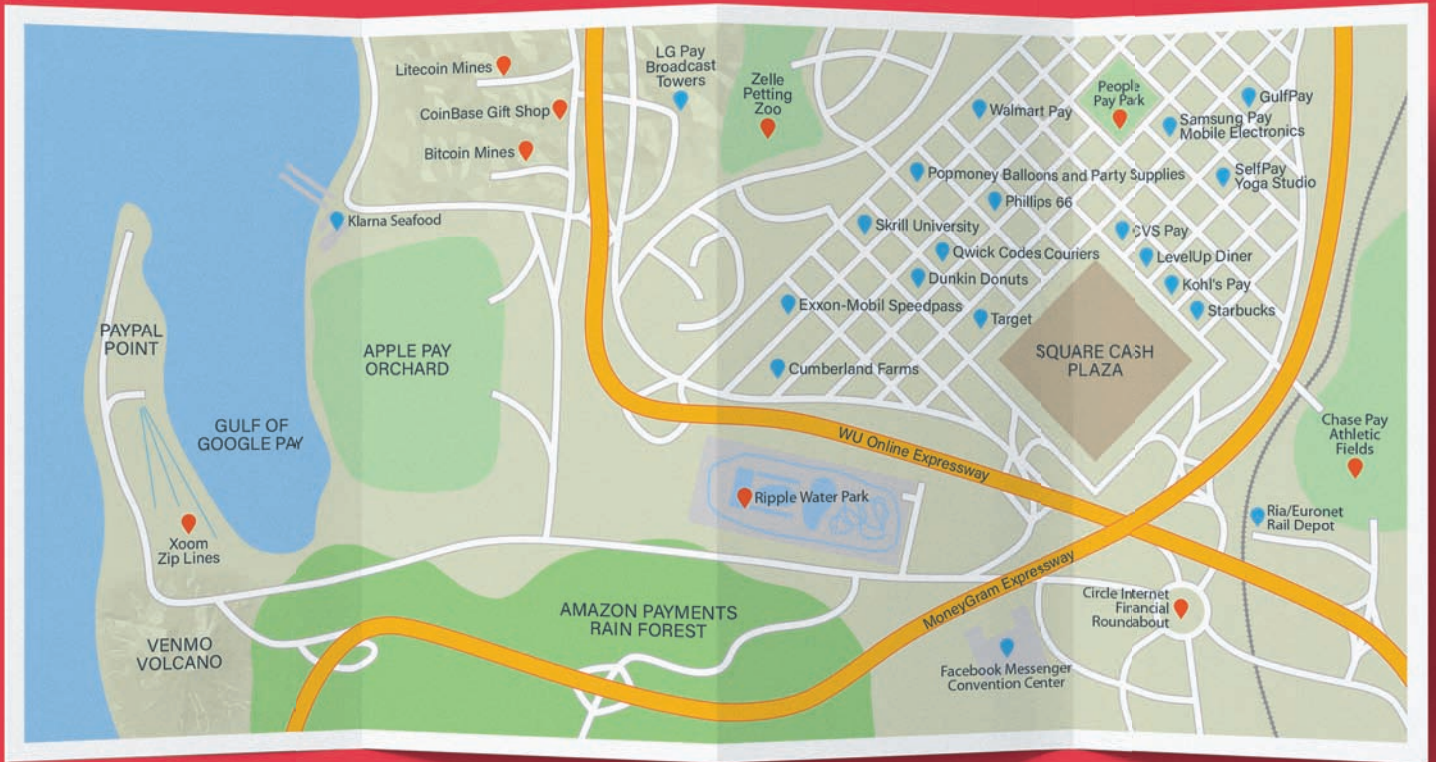 Litecoin Mines
CoinBase Gift Shop
Bitcoin Mines
Klarna Seafood
LG Pay
Broadcast
Towers
Zelle
Petting
Zoo
Walmart Pay
People
Pay Park
GulfPay
Samsung Pay
Mobile Electronics
Popmoney Balloons and Party Supplies
SelfPay
Yoga Studio
Phillips 66
Skrill University
CVS Pay
Qwick Codes Couriers
LevelUp Diner
Dunkin Donuts
Kohl's Pay
Exxon-Mobil Speedpass
Starbucks
Target
Cumberland Farms
SQUARE CASH
PLAZA
PAYPAL
POINT
APPLE PAY
ORCHARD
GULF OF
GOOGLE PAY
WU Online Expressway
Chase Pay
Athletic
Fields
Ripple Water Park
Ria/Euronet
Rail Depot
Xoom
Zip Lines
MoneyGram Expressway
AMAZON PAYMENTS
RAIN FOREST
Circle Internet
Financial
Roundabout
VENMO
VOLCANO
Facebook Messenger
Convention Center